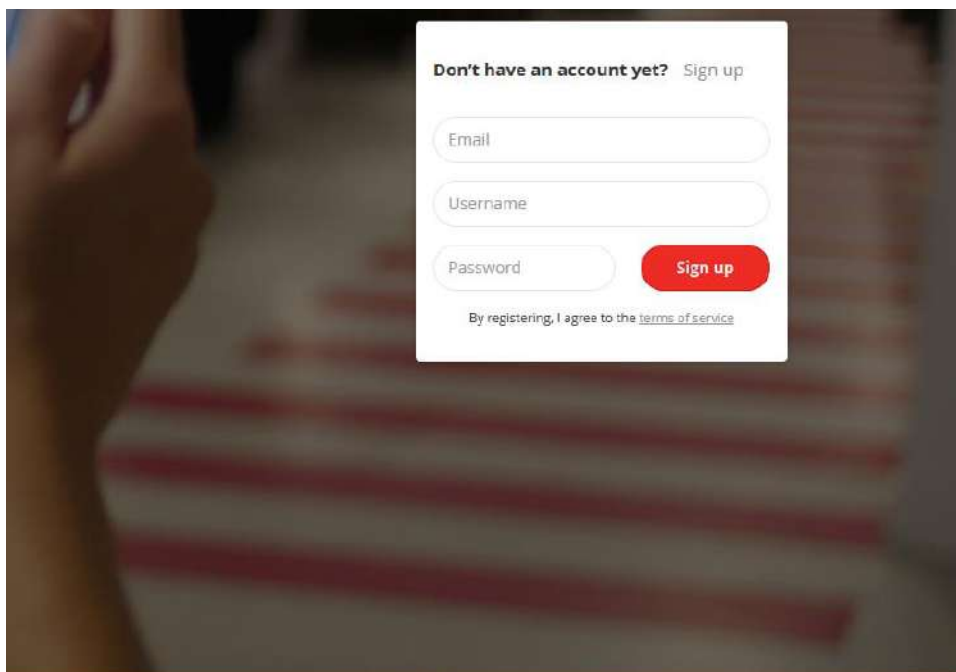 Don't have an account yet? Sign up
Email
Username
Password Sign up
By registering, I agree to the terms of service